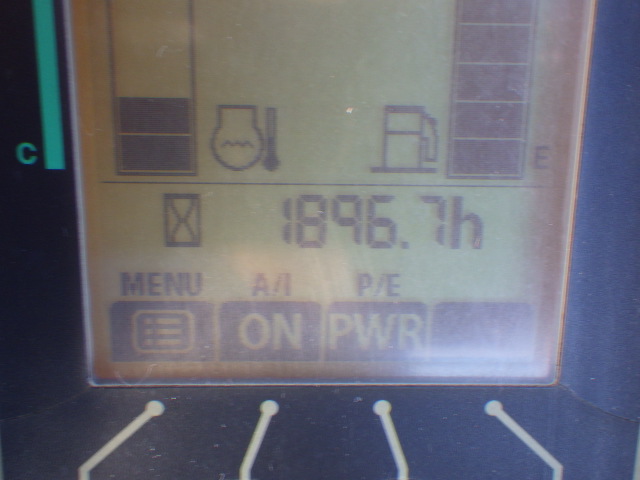 C
E
1896.7h
MENU A/I P/E
ON PWR